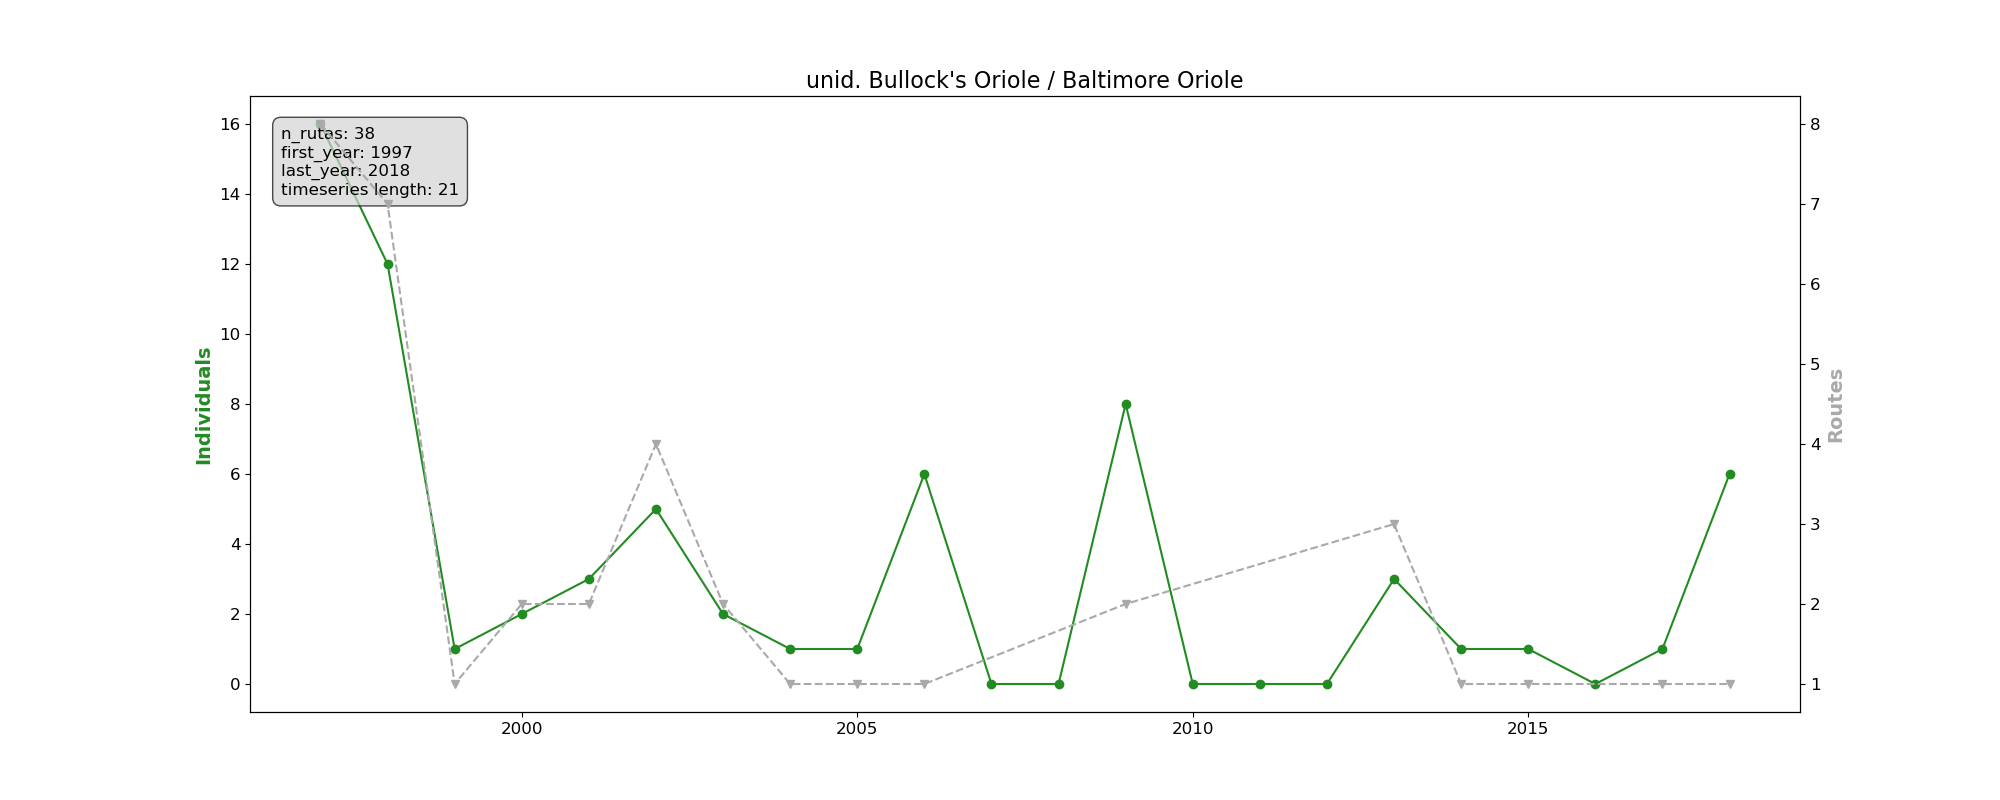 unid. Bullock's Oriole / Baltimore Oriole
n_rutas: 38
first_year: 1997
last_year: 2018
timeseries length: 21
16
14
12
10
8
6
4
2
0
Individuals
8
7
6
5
4
3
2
1
Routes
2000 2005 2010 2015